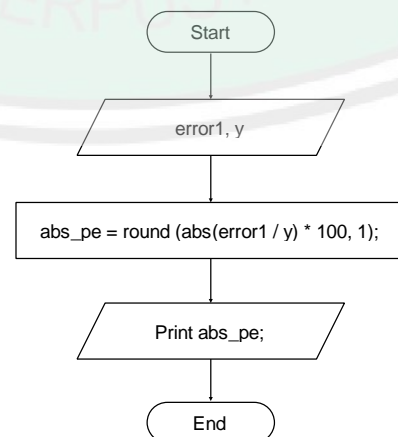 Start
error1, y
abs_pe = round (abs(error1 / y) * 100, 1);
Print abs_pe;
End